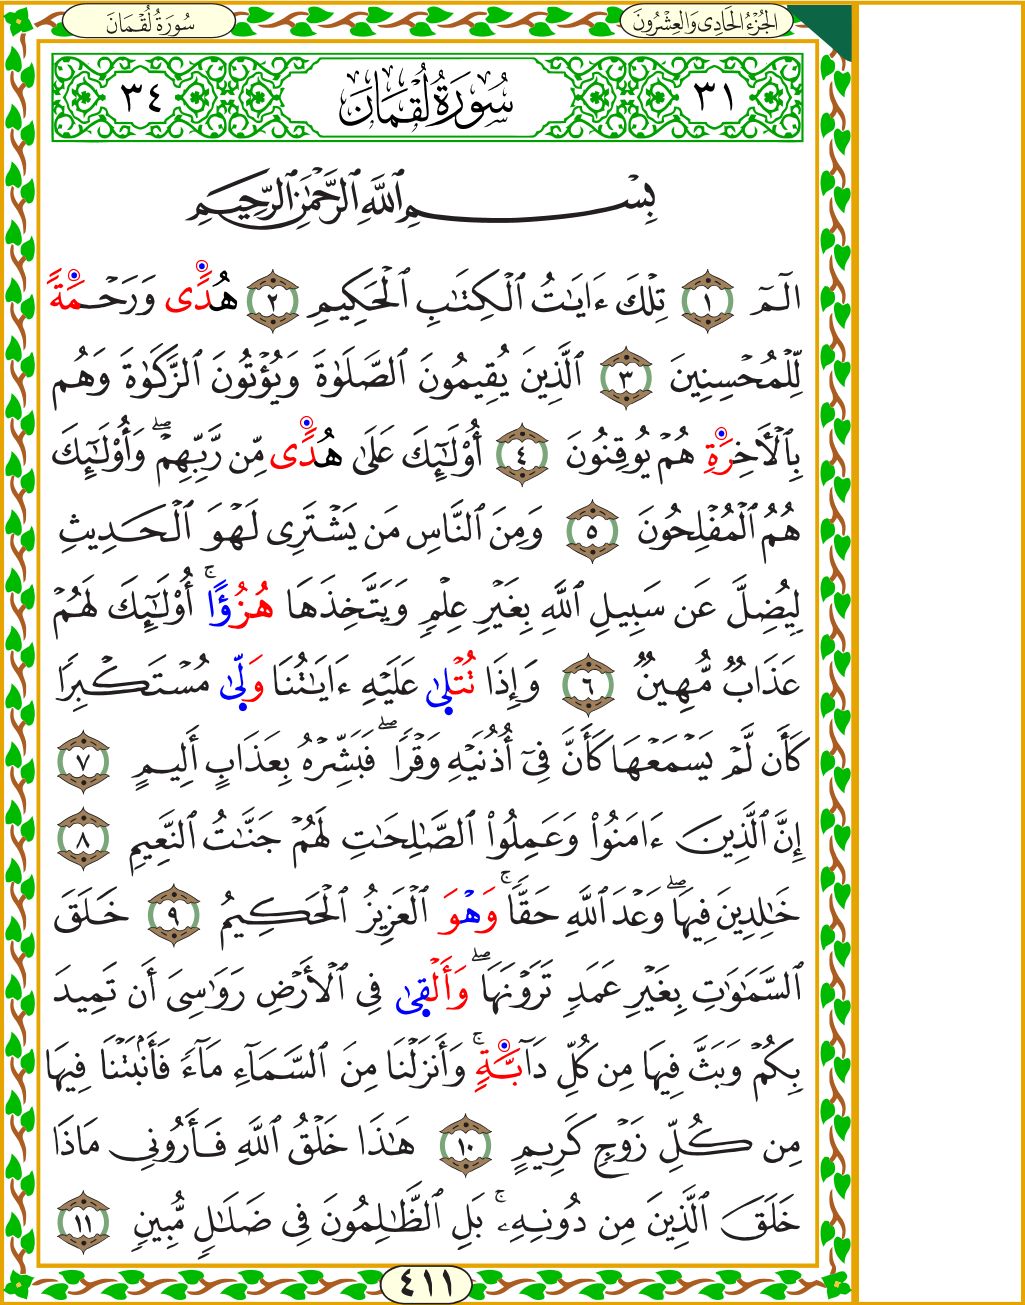 الجُزْءُ الحَادِى وَالعِشْرُونَ
سُورَةُ لُقْمَانَ
٣١ سُورَةُ لُقْمَانَ ٣٤
بِسْمِ ٱللَّهِ ٱلرَّحْمَٰنِ ٱلرَّحِيمِ
الٓمٓ ١ تِلْكَ ءَايَٰتُ ٱلْكِتَٰبِ ٱلْحَكِيمِ ٢ هُدًى وَرَحْمَةً
لِّلْمُحْسِنِينَ ٣ ٱلَّذِينَ يُقِيمُونَ ٱلصَّلَوٰةَ وَيُؤْتُونَ ٱلزَّكَوٰةَ وَهُم
بِٱلْأَخِرَةِ هُمْ يُوقِنُونَ ٤ أُوْلَٰٓئِكَ عَلَىٰ هُدًى مِّن رَّبِّهِمْۖ وَأُوْلَٰٓئِكَ
هُمُ ٱلْمُفْلِحُونَ ٥ وَمِنَ ٱلنَّاسِ مَن يَشْتَرِى لَهْوَ ٱلْحَدِيثِ
لِيُضِلَّ عَن سَبِيلِ ٱللَّهِ بِغَيْرِ عِلْمٍ وَيَتَّخِذَهَا هُزُؤًاۚ أُوْلَٰٓئِكَ لَهُمْ
عَذَابٌ مُّهِينٌ ٦ وَإِذَا تُتْلَىٰ عَلَيْهِ ءَايَٰتُنَا وَلَّىٰ مُسْتَكْبِرًا
كَأَن لَّمْ يَسْمَعْهَا كَأَنَّ فِىٓ أُذُنَيْهِ وَقْرًاۖ فَبَشِّرْهُ بِعَذَابٍ أَلِيمٍ ٧
إِنَّ ٱلَّذِينَ ءَامَنُواْ وَعَمِلُواْ ٱلصَّٰلِحَٰتِ لَهُمْ جَنَّٰتُ ٱلنَّعِيمِ ٨
خَٰلِدِينَ فِيهَاۖ وَعْدَ ٱللَّهِ حَقًّاۚ وَهْوَ ٱلْعَزِيزُ ٱلْحَكِيمُ ٩ خَلَقَ
ٱلسَّمَٰوَٰتِ بِغَيْرِ عَمَدٍ تَرَوْنَهَاۖ وَأَلْقَىٰ فِى ٱلْأَرْضِ رَوَٰسِىَ أَن تَمِيدَ
بِكُمْ وَبَثَّ فِيهَا مِن كُلِّ دَآبَّةٍۚ وَأَنزَلْنَا مِنَ ٱلسَّمَآءِ مَآءً فَأَنۢبَتْنَا فِيهَا
مِن كُلِّ زَوْجٍ كَرِيمٍ ١٠ هَٰذَا خَلْقُ ٱللَّهِ فَأَرُونِى مَاذَا
خَلَقَ ٱلَّذِينَ مِن دُونِهِۦۚ بَلِ ٱلظَّٰلِمُونَ فِى ضَلَٰلٍ مُّبِينٍ ١١
٤١١